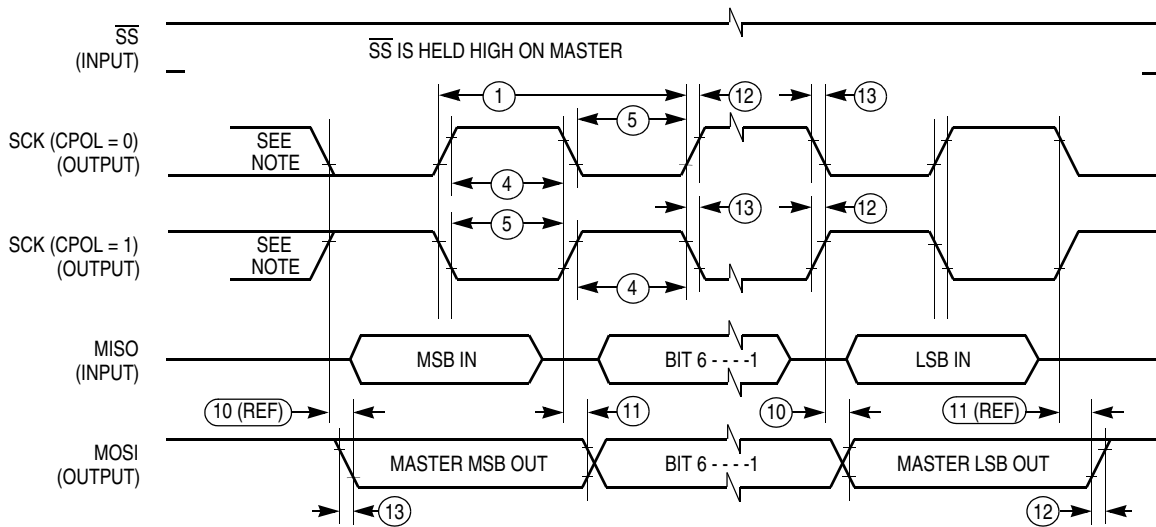 SS
(INPUT)
SS IS HELD HIGH ON MASTER
1
12
13
5
SCK (CPOL = 0)
(OUTPUT)
SEE
NOTE
4
5
13
12
SCK (CPOL = 1)
(OUTPUT)
SEE
NOTE
4
MISO
(INPUT)
MSB IN
BIT 6 - - - -1
LSB IN
10 (REF)
11
10
11 (REF)
MOSI
(OUTPUT)
MASTER MSB OUT
BIT 6 - - - -1
MASTER LSB OUT
13
12